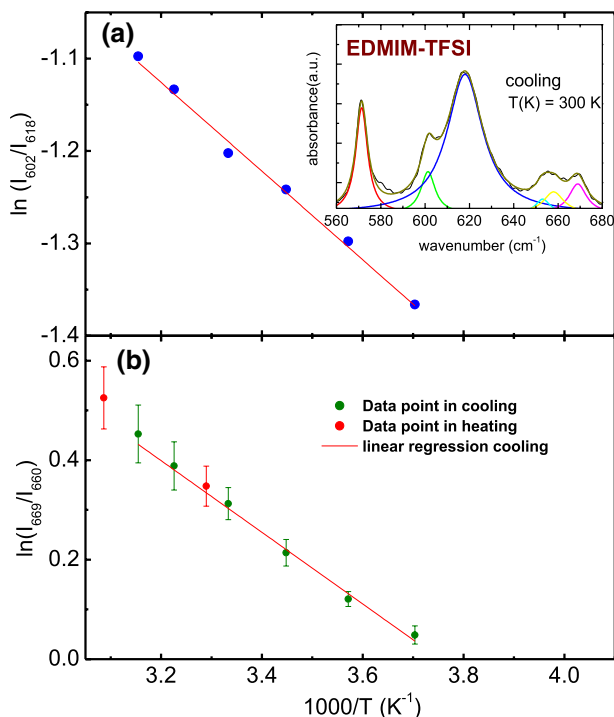 (a)
-1.1
-1.2
-1.3
-1.4
ln (I602/I618)
EDMIM-TFSI
cooling
T(K) = 300 K
absorbance(a.u.)
560 600 620 640 660 680
wavenumber (cm-1)
(b)
0.6
0.4
0.2
0.0
ln(I669/I660)
Data point in cooling
Data point in heating
linear regression cooling
3.2 3.4 3.6 3.8 4.0
1000/T (K-1)